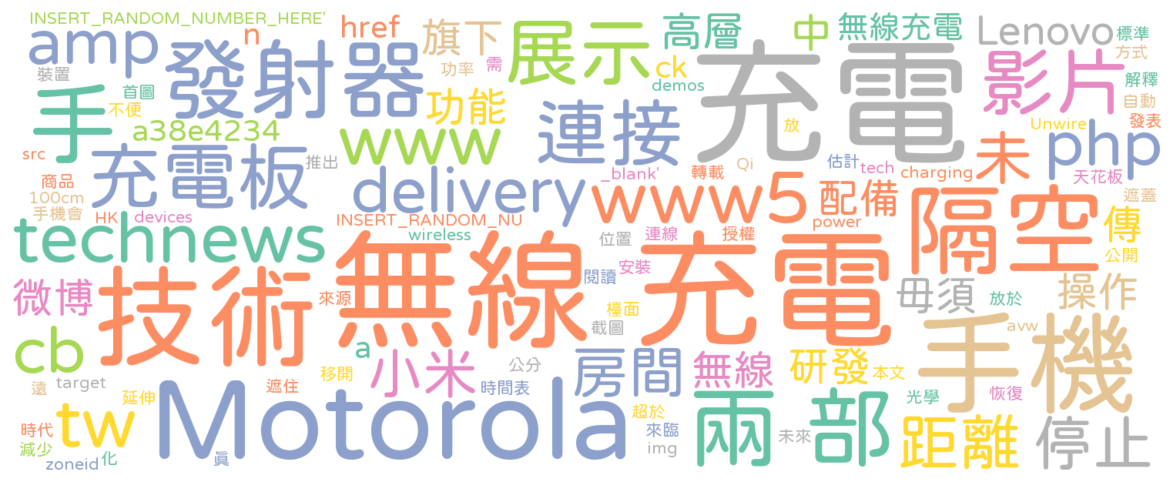 INSERT_RANDOM_NUMBER_HERE'
amp
n
href
旗下
展示
高層
中
無線充電
Lenovo
標準
方式
裝置
首圖
發射器
功率
需
ck
demos
充電
影片
解釋
自動
手
不便
a38e4234
功能
www
連接
放
Unwire
發表
php
src
充電板
推出
delivery
_blank'
轉載
Qi
估計
tech
charging
未
天花板
商品
100cm
手機會
HK
devices
INSERT_RANDOM_NU
www5
配備
隔空
遮蓋
傳
technews
wireless
位置
連線
授權
power
公開
微博
技術
來源
無線充電
閱讀
安裝
檯面
截圖
毋須
放於
操作
cb
a
小米
公分
房間
無線
研發
本文
手機
avw
遠
target
遮住
移開
時間表
光學
恢復
tw
延伸
Motorola
超於
來臨
img
兩部
未來
距離
停止
時代
減少
zoneid
化
真